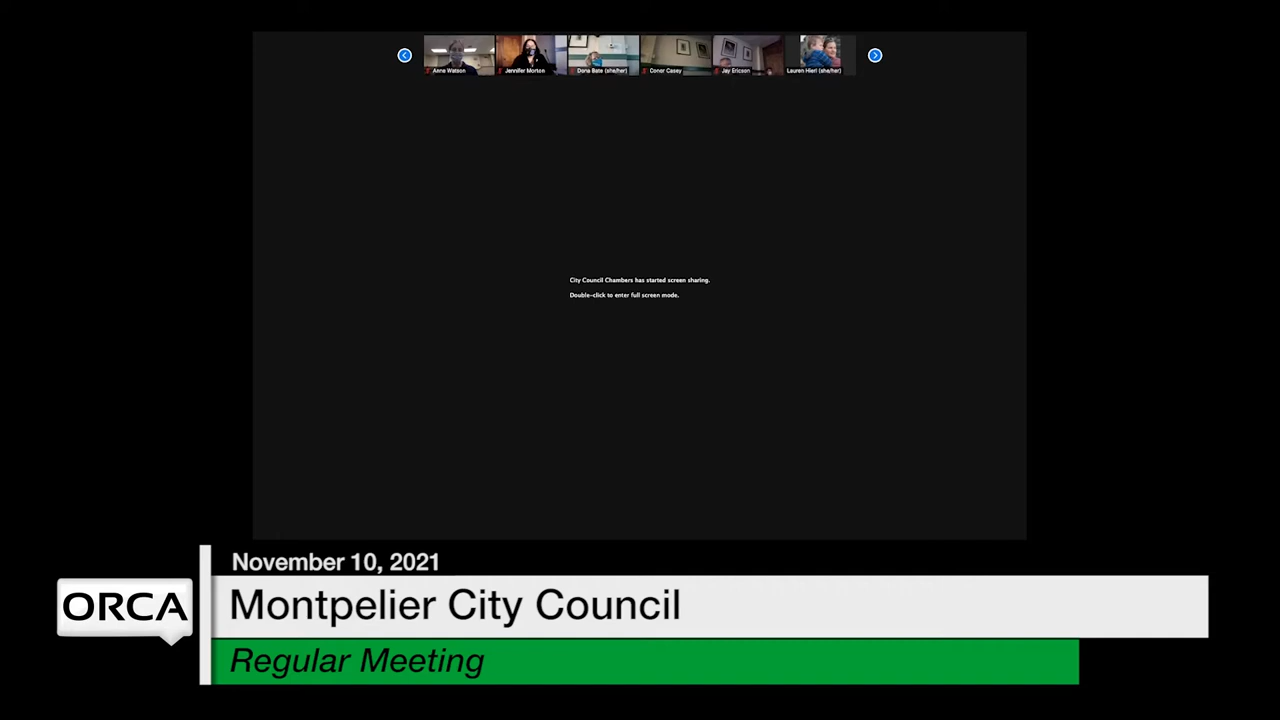 Anne Watson
Jennifer Morton
Dona Bate (she/her)
Conor Casey
Jay Ericson
Lauren Hierl (she/her)
City Council Chambers has started screen sharing.
Double-click to enter full screen mode.
November 10, 2021
ORCA
Montpelier City Council
Regular Meeting